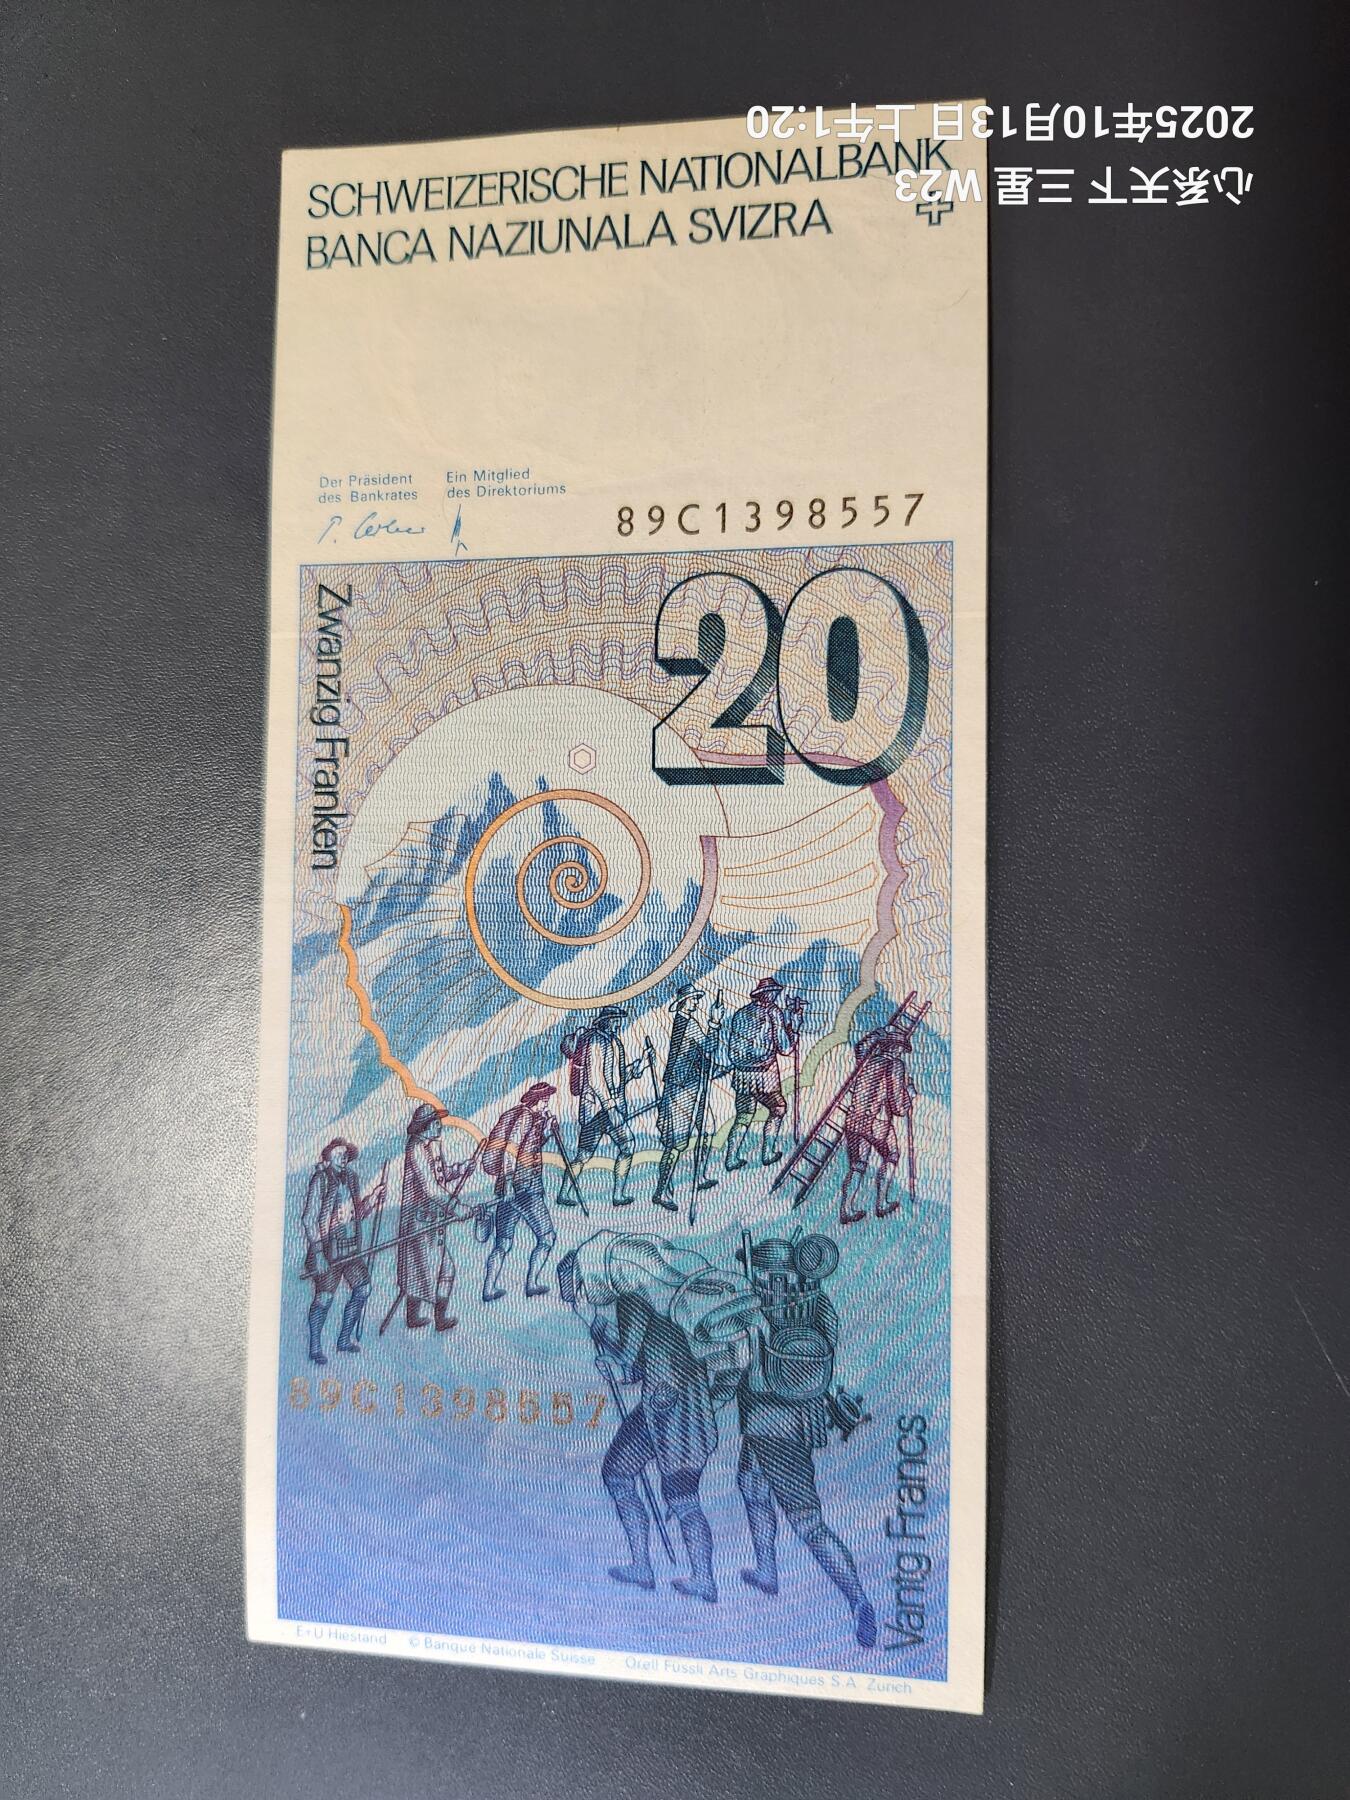 2025年10月13日 上午1:20
心系天下三星 W23
SCHWEIZERISCHE NATIONALBANK
BANCA NAZIUNALA SVIZRA
Der Präsident
des Bankrates
Ein Mitglied
des Direktoriums
89C1398557
20
Zwanzig Franken
89C1398557
Vantg Francs
E+U Hiestand © Banque Nationale Suisse Orell Füssli Arts Graphiques S.A. Zurich